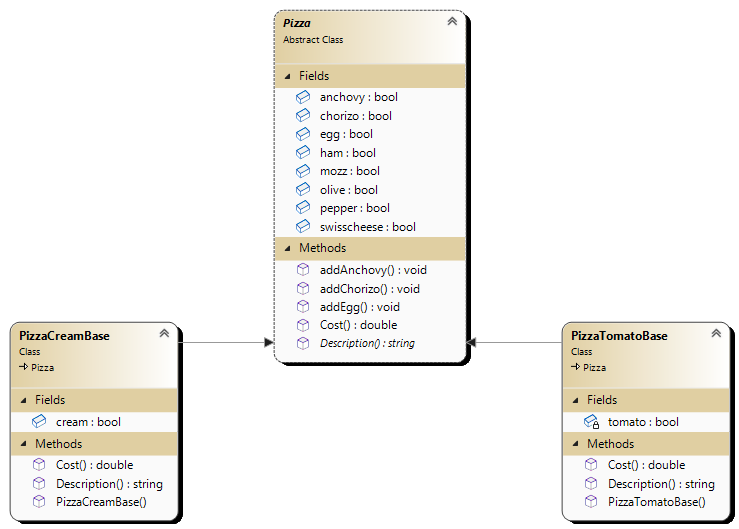 Pizza
Abstract Class
Fields
anchovy : bool
chorizo : bool
egg : bool
ham : bool
mozz : bool
olive : bool
pepper : bool
swisscheese : bool
Methods
addAnchovy() : void
addChorizo() : void
addEgg() : void
Cost() : double
Description() : string
PizzaCreamBase
Class
Pizza
Fields
cream : bool
Methods
Cost() : double
Description() : string
PizzaCreamBase()
PizzaTomatoBase
Class
Pizza
Fields
tomato : bool
Methods
Cost() : double
Description() : string
PizzaTomatoBase()